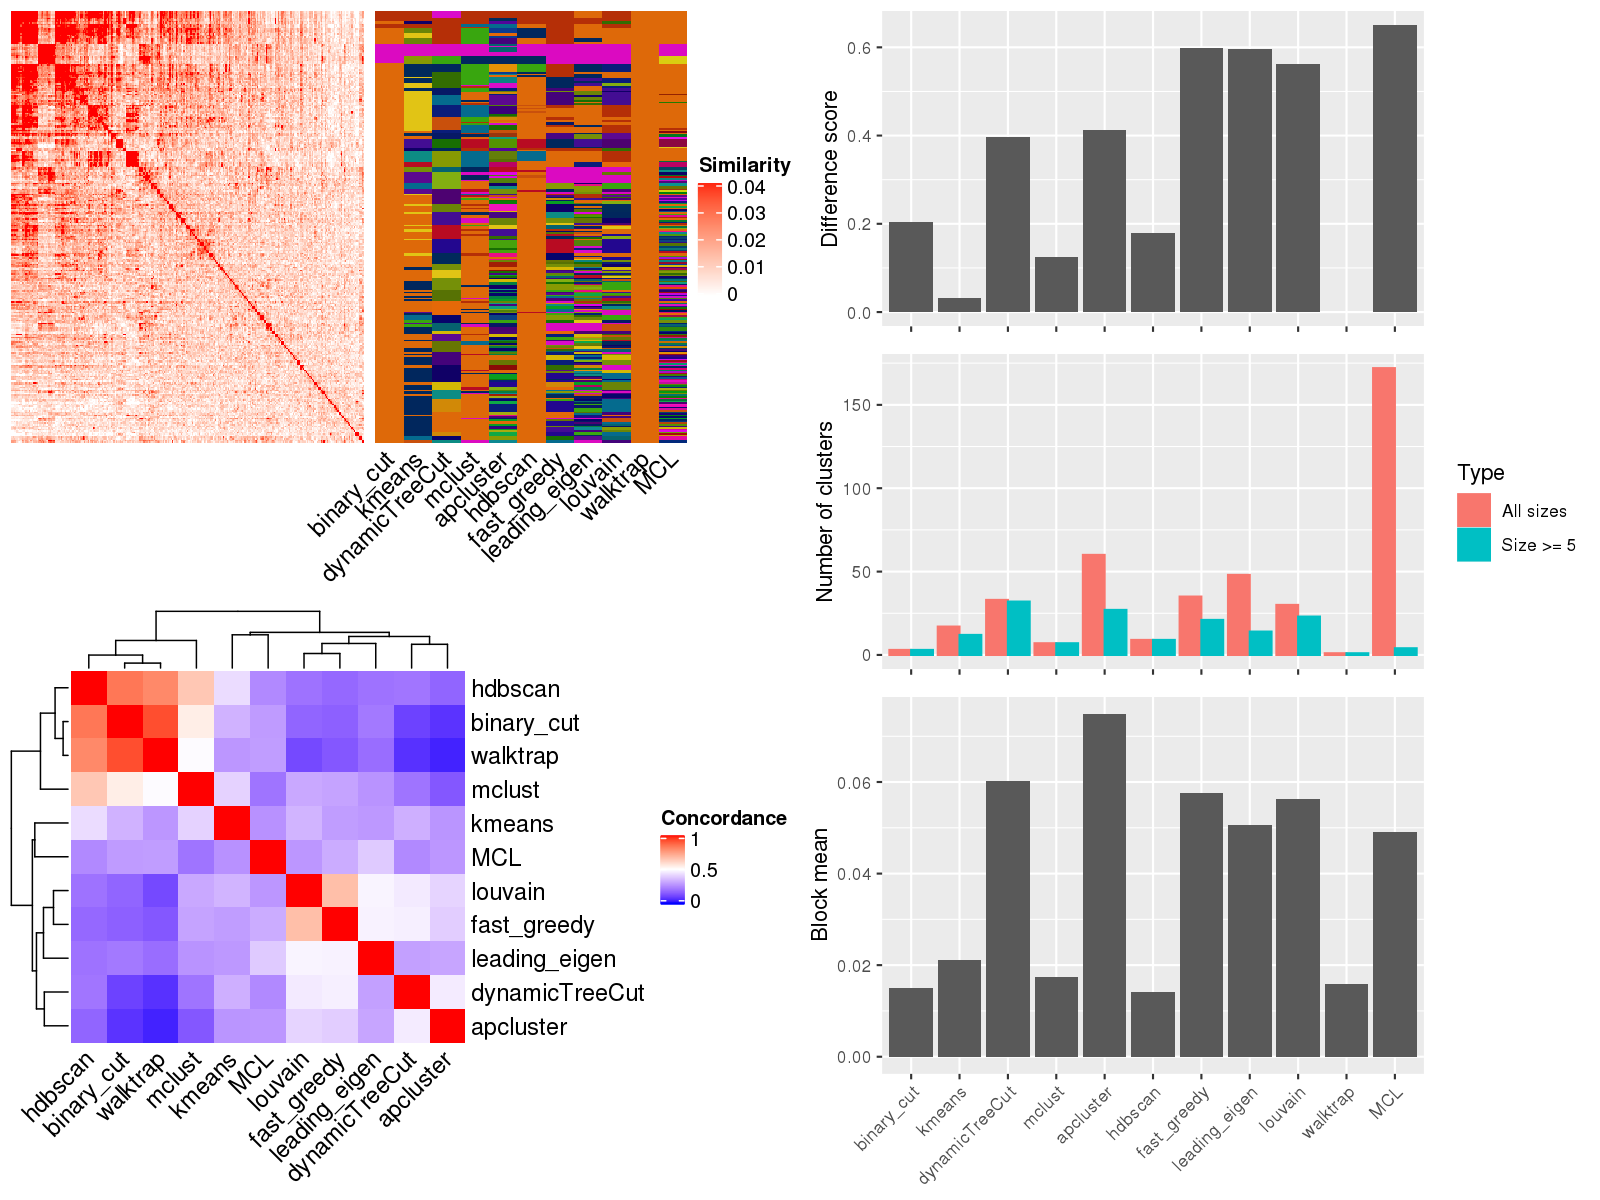 Similarity
0.04
0.03
0.02
0.01
0
binary_cut
kmeans
dynamicTreeCut
mclust
apcluster
hdbscan
fast_greedy
leading_eigen
louvain
walktrap
MCL
hdbscan
binary_cut
walktrap
mclust
kmeans
MCL
louvain
fast_greedy
leading_eigen
dynamicTreeCut
apcluster
hdbscan
binary_cut
walktrap
mclust
kmeans
MCL
louvain
fast_greedy
leading_eigen
dynamicTreeCut
apcluster
Concordance
1
0.5
0
Difference score
0.6
0.4
0.2
0.0
Number of clusters
150
100
50
0
Type
All sizes
Size >= 5
Block mean
0.06
0.04
0.02
0.00
binary_cut
kmeans
dynamicTreeCut
mclust
apcluster
hdbscan
fast_greedy
leading_eigen
louvain
walktrap
MCL